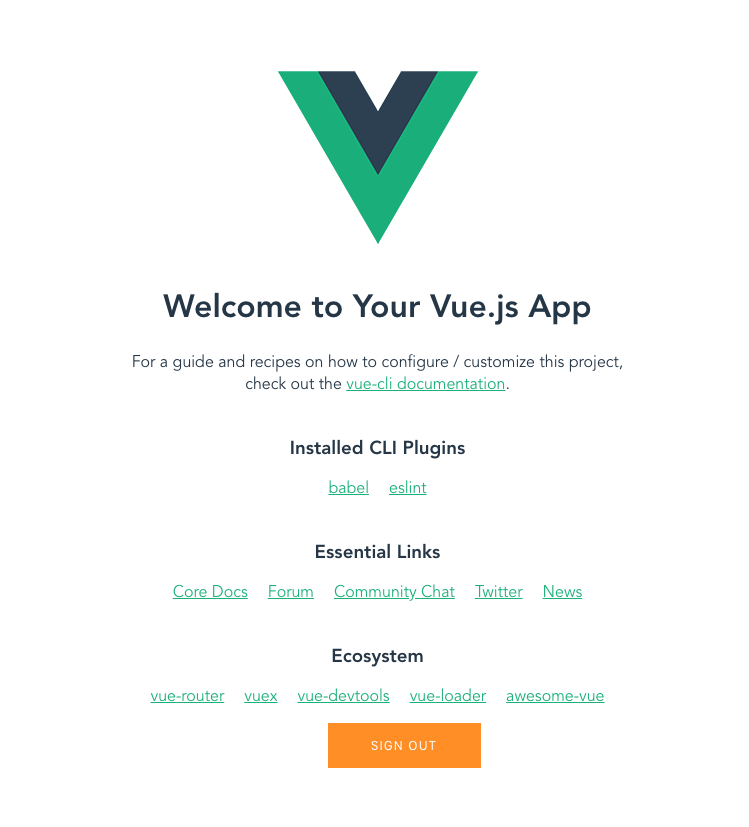 Welcome to Your Vue.js App
For a guide and recipes on how to configure / customize this project,
check out the vue-cli documentation.
Installed CLI Plugins
babel eslint
Essential Links
Core Docs Forum Community Chat Twitter News
Ecosystem
vue-router vuex vue-devtools vue-loader awesome-vue
SIGN OUT